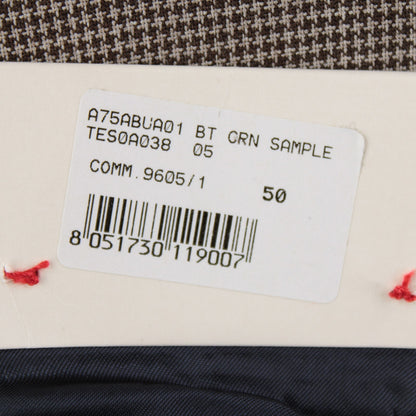 A75ABUA01 BT GRN SAMPLE
TES0A038 05
COMM.9605/1 50
8 051730 119007